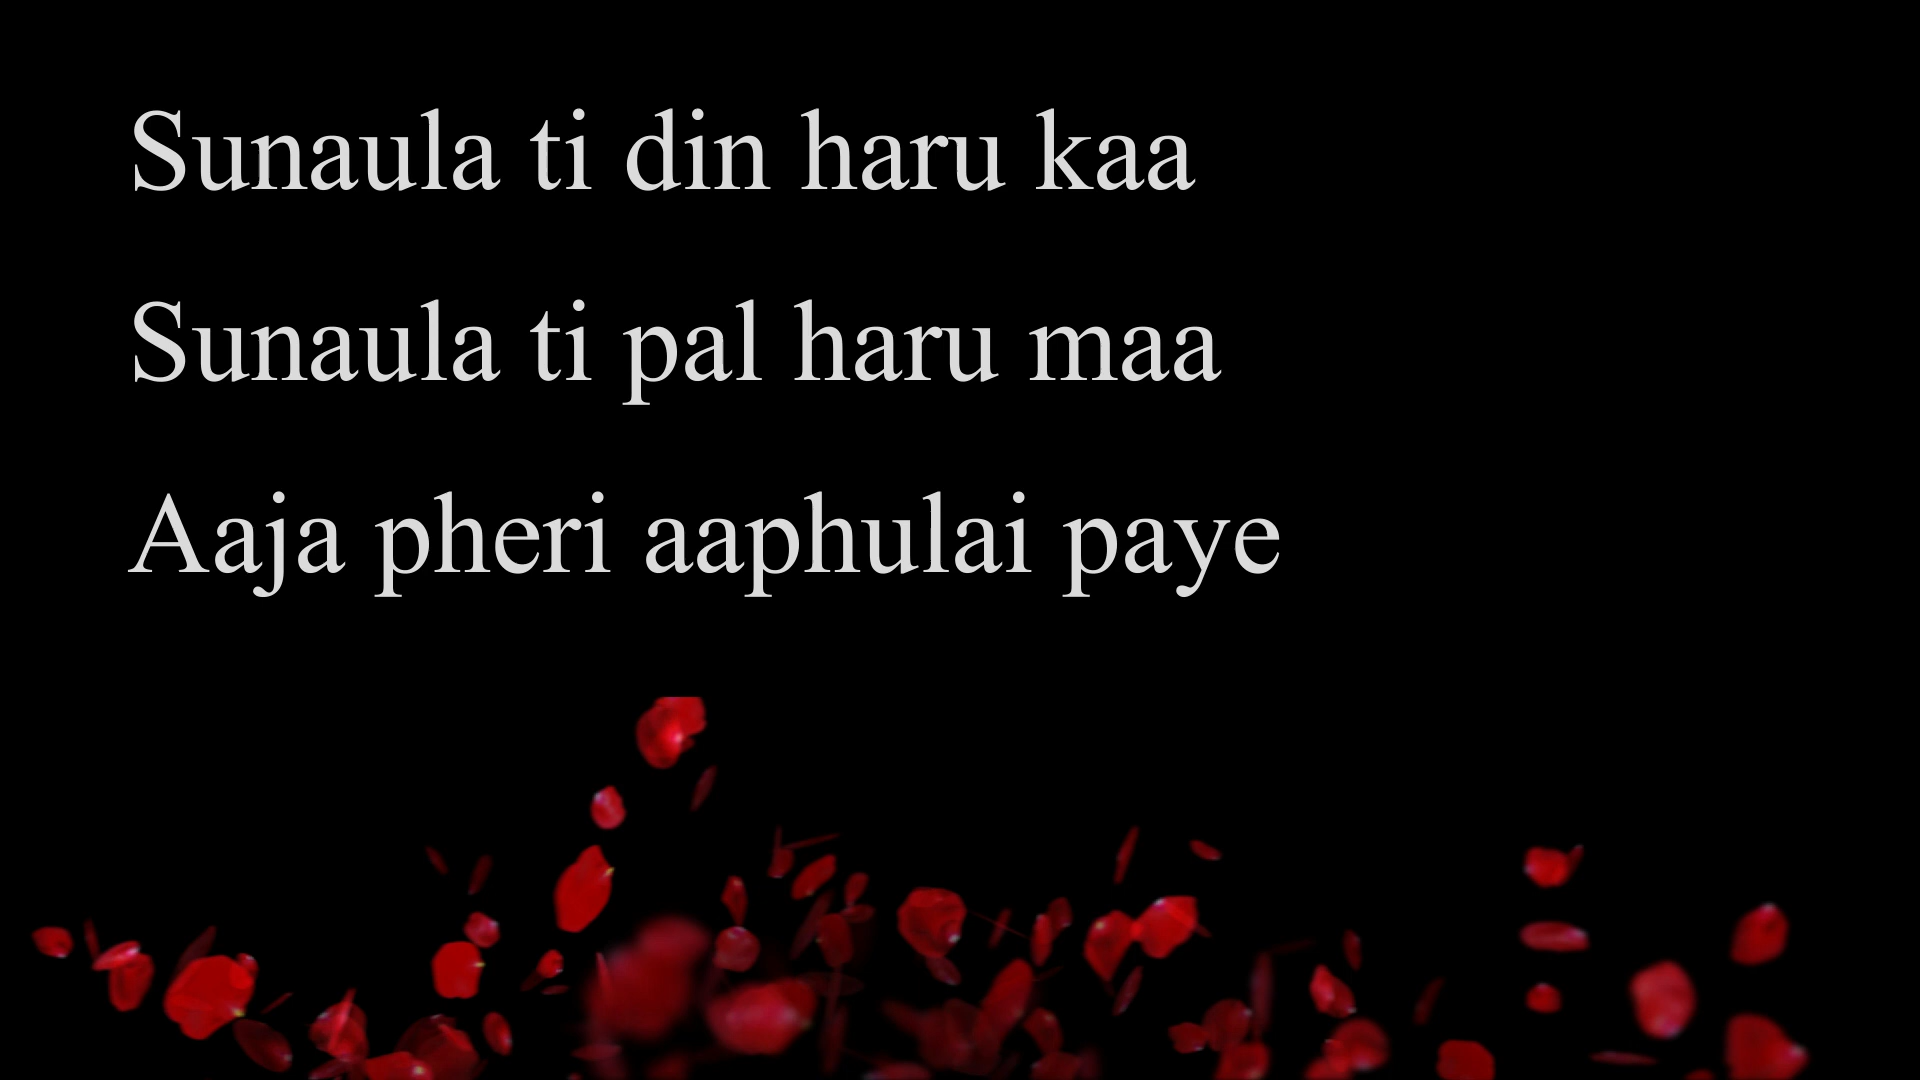 Sunaula ti din haru kaa
Sunaula ti pal haru maa
Aaja pheri aaphulai paye